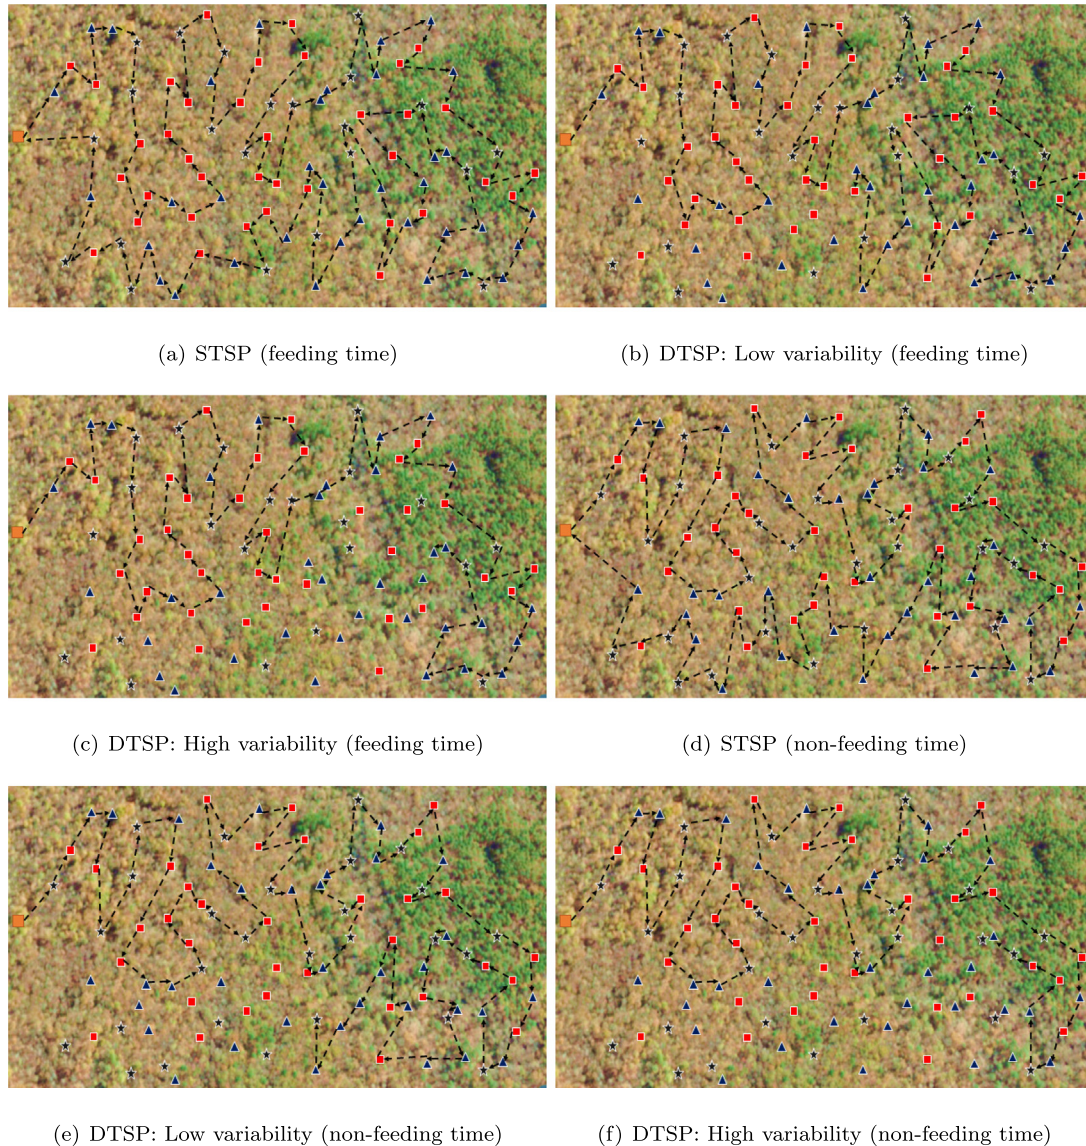 (a) STSP (feeding time)
(b) DTSP: Low variability (feeding time)
(c) DTSP: High variability (feeding time)
(d) STSP (non-feeding time)
(e) DTSP: Low variability (non-feeding time)
(f) DTSP: High variability (non-feeding time)